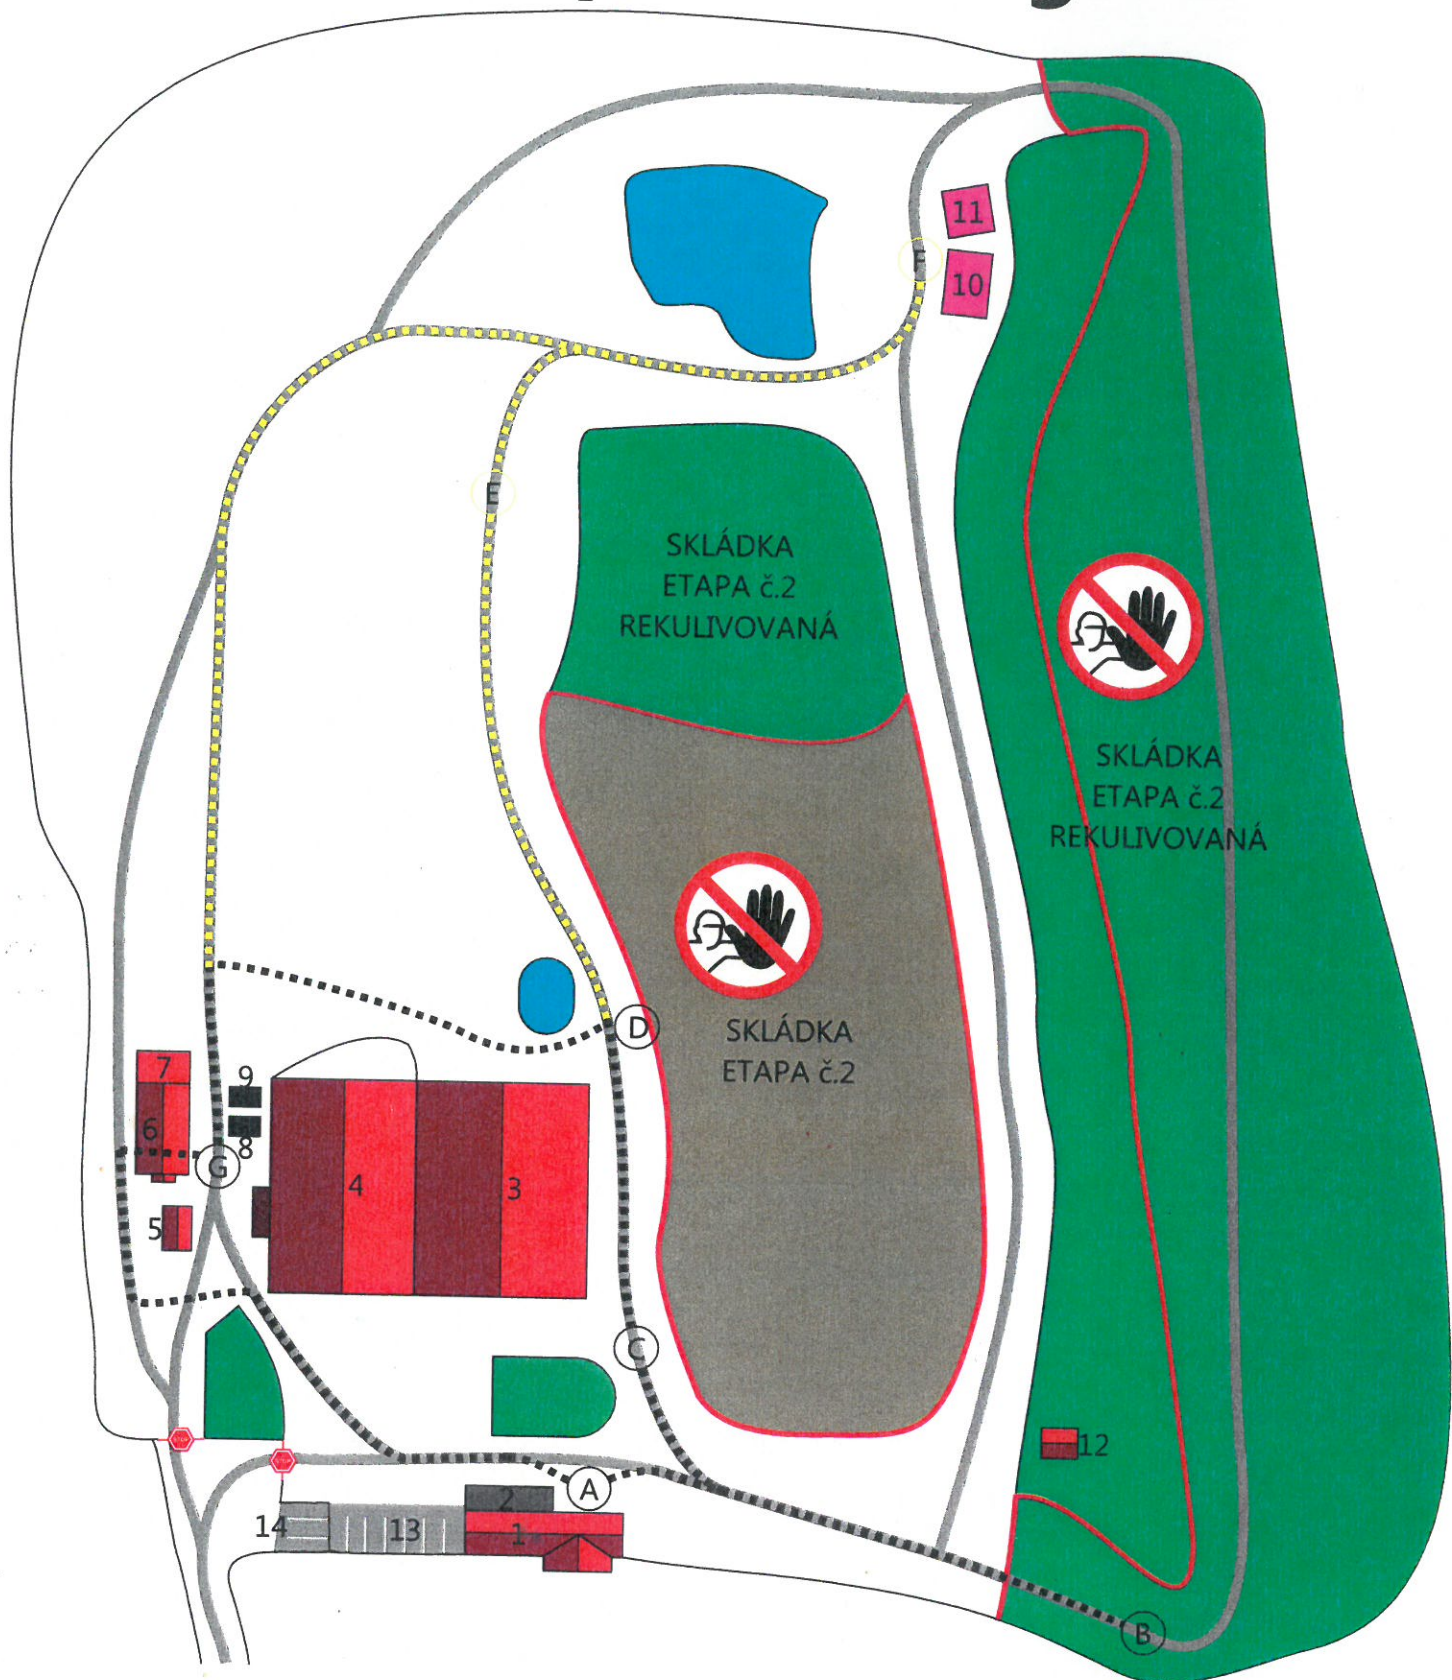 11
F
10
E
SKLÁDKA
ETAPA č.2
REKULIVOVANÁ
SKLÁDKA
ETAPA č.2
REKULIVOVANÁ
D
SKLÁDKA
ETAPA č.2
7
9
6
8
G
4
3
5
C
12
A
2
14
13
1
B